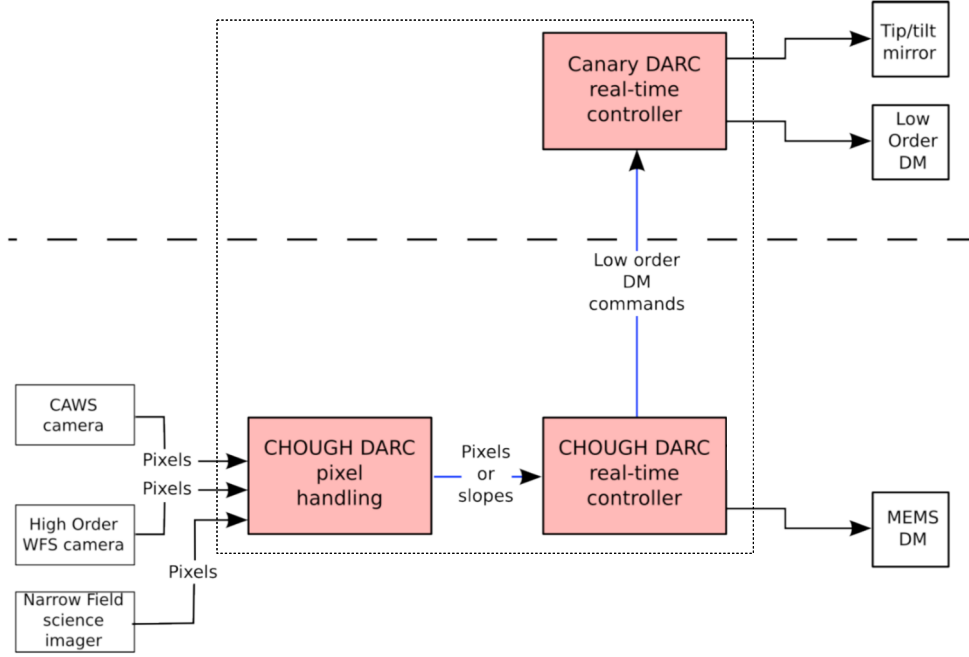 Tip/tilt
mirror
Canary DARC
real-time
controller
Low
Order
DM
Low order
DM
commands
CAWS
camera
Pixels
Pixels
High Order
WFS camera
Pixels
Narrow Field
science
imager
CHOUGH DARC
pixel
handling
Pixels
or
slopes
CHOUGH DARC
real-time
controller
MEMS
DM